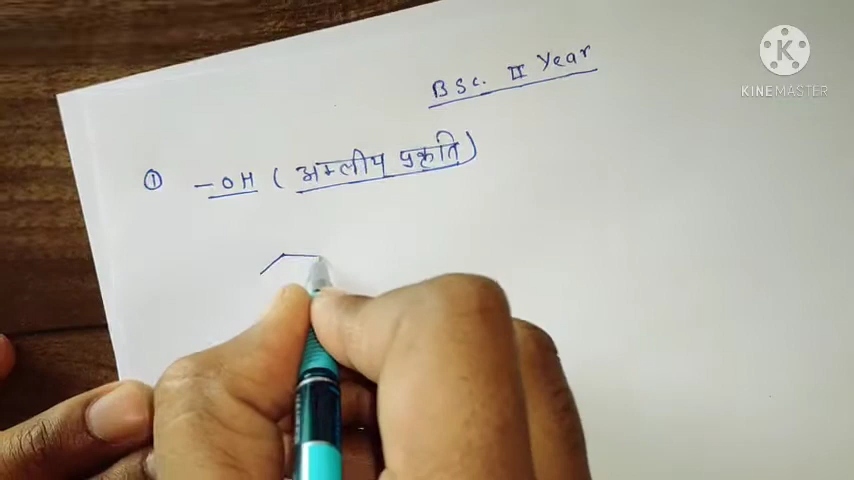 BSc. II Year
① -OH (अम्लीय प्रकृति)
K
KINEMASTER